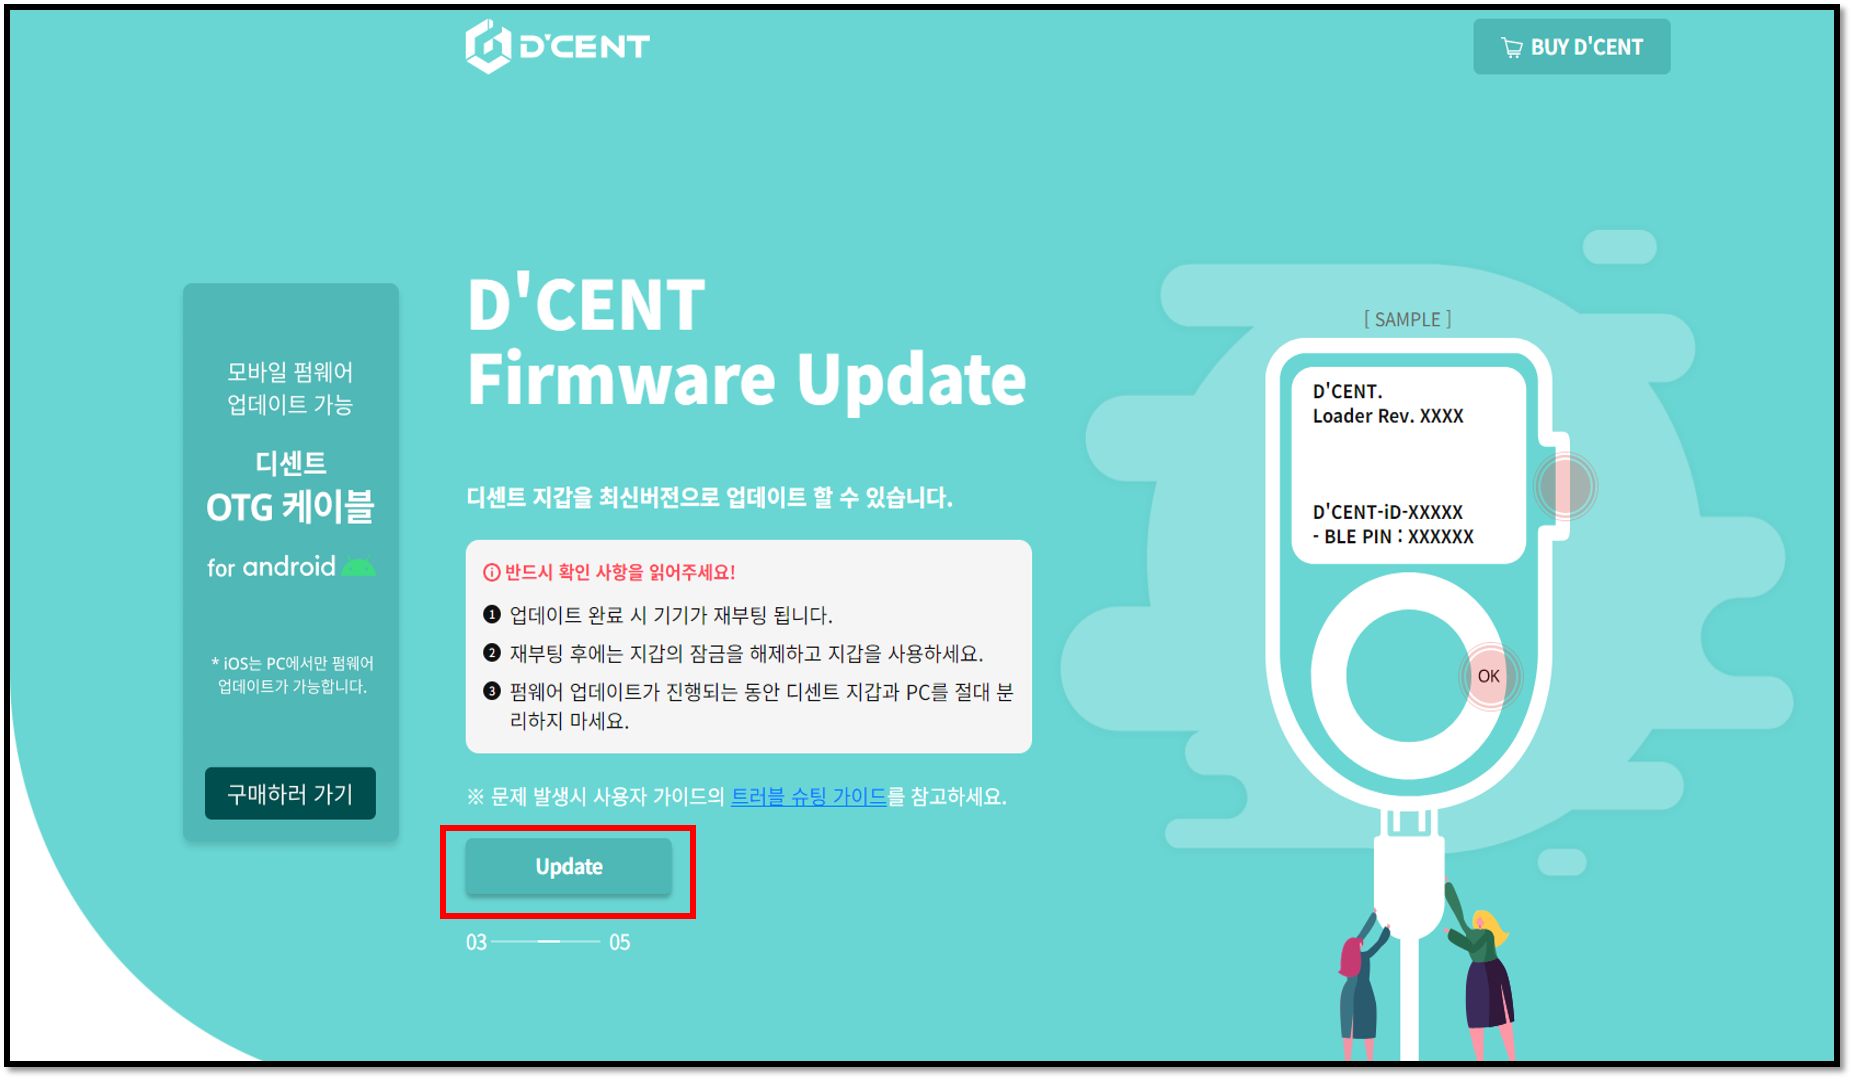 D'CENT
BUY D'CENT
모바일 펌웨어
업데이트 가능
디센트
OTG 케이블
for android
* iOS는 PC에서만 펌웨어
업데이트가 가능합니다.
구매하러 가기
D'CENT
Firmware Update
디센트 지갑을 최신버전으로 업데이트 할 수 있습니다.
반드시 확인 사항을 읽어주세요!
1 업데이트 완료 시 기기가 재부팅 됩니다.
2 재부팅 후에는 지갑의 잠금을 해제하고 지갑을 사용하세요.
3 펌웨어 업데이트가 진행되는 동안 디센트 지갑과 PC를 절대 분
리하지 마세요.
※ 문제 발생시 사용자 가이드의 트러블 슈팅 가이드를 참고하세요.
Update
03 05
[ SAMPLE ]
D'CENT.
Loader Rev. XXXX
D'CENT-iD-XXXXX
- BLE PIN : XXXXXX
OK